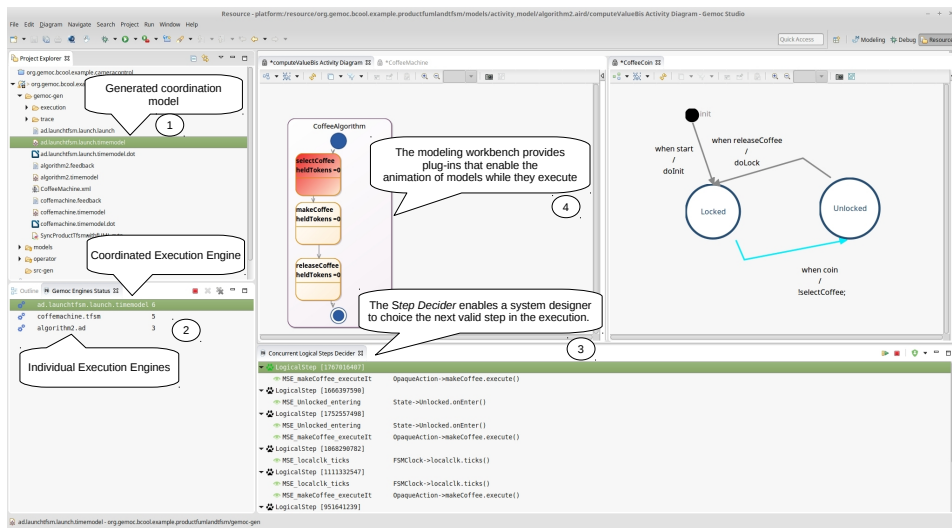 Resource - platform:/resource/org.gemoc.bcool.example.productfumlandtfsm/models/activity_model/algorithm2.aird/computeValueBis Activity Diagram - Gemoc Studio
File Edit Diagram Navigate Search Project Run Window Help
Quick Access
Modeling
Debug
Resource
Project Explorer
org.gemoc.bcool.example.cameracontrol
org.gemoc.bcool.exa
gemoc-gen
execution
trace
ad.launchtfsm.launch.launch
ad.launchtfsm.launch.timemodel
ad.launchtfsm.launch.timemodel.dot
algorithm2.feedback
algorithm2.timemodel
CoffeeMachine.xml
coffemachine.feedback
coffemachine.timemodel
coffemachine.timemodel.dot
models
operator
src-gen
Generated coordination
model
1
Coordinated Execution Engine
Outline
Gemoc Engines Status
ad.launchtfsm.launch.timemodel 6
coffemachine.tfsm 5
algorithm2.ad 3
2
Individual Execution Engines
*computeValueBis Activity Diagram
*CoffeeMachine
CoffeeAlgorithm
selectCoffee
heldTokens =0
makeCoffee
heldTokens =0
releaseCoffee
heldTokens =0
The modeling workbench provides
plug-ins that enable the
animation of models while they execute
4
The Step Decider enables a system designer
to choice the next valid step in the execution.
3
*CoffeeCoin
init
when start
/
doInit
when releaseCoffee
/
doLock
Locked
Unlocked
when coin
/
!selectCoffee;
Concurrent Logical Steps Decider
LogicalStep [1767816407]
MSE_makeCoffee_executeIt OpaqueAction->makeCoffee.execute()
LogicalStep [1666397590]
MSE_Unlocked_entering State->Unlocked.onEnter()
LogicalStep [1752557498]
MSE_Unlocked_entering State->Unlocked.onEnter()
MSE_makeCoffee_executeIt OpaqueAction->makeCoffee.execute()
LogicalStep [1068290782]
MSE_localclk_ticks FSMClock->localclk.ticks()
LogicalStep [1111332547]
MSE_localclk_ticks FSMClock->localclk.ticks()
MSE_makeCoffee_executeIt OpaqueAction->makeCoffee.execute()
LogicalStep [951641239]
ad.launchtfsm.launch.timemodel - org.gemoc.bcool.example.productfumlandtfsm/gemoc-gen